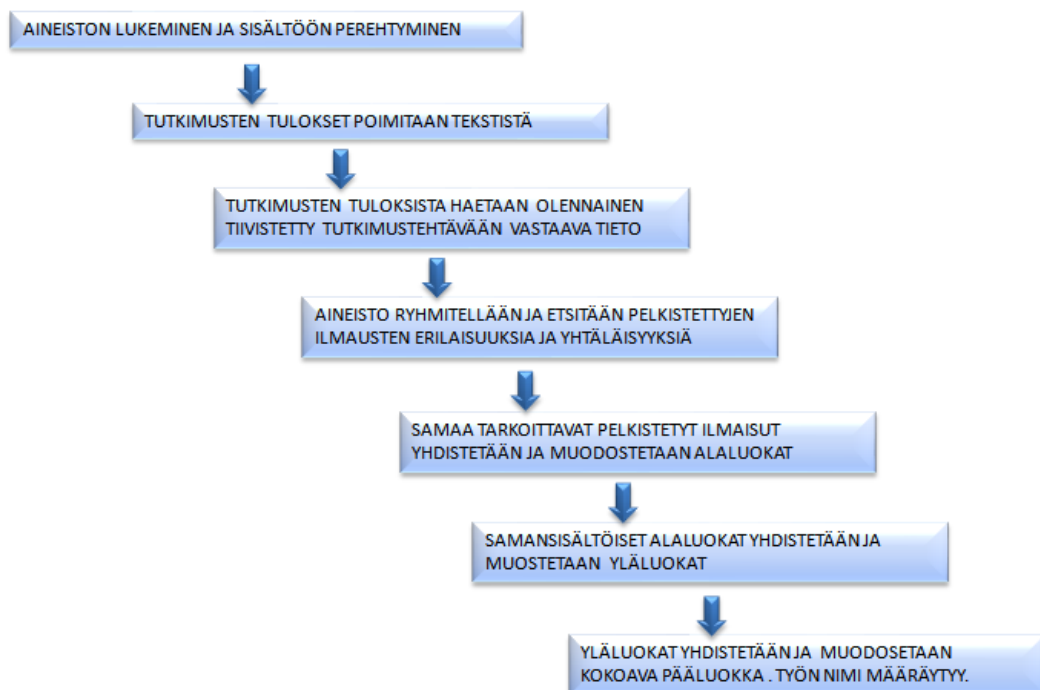 AINEISTON LUKEMINEN JA SISÄLTÖÖN PEREHTYMINEN
TUTKIMUSTEN TULOKSET POIMITAAN TEKSTISTÄ
TUTKIMUSTEN TULOKSISTA HAETAAN OLENNAINEN
TIIVISTETTY TUTKIMUSTEHTÄVÄÄN VASTAAVA TIETO
AINEISTO RYHMITELLÄÄN JA ETSITÄÄN PELKISTETTYJEN
ILMAUSTEN ERILAISUUKSIA JA YHTÄLÄISYYKSIÄ
SAMAA TARKOITTAVAT PELKISTETYT ILMAISUT
YHDISTETÄÄN JA MUODOSTETAAN ALALUOKAT
SAMANSISÄLTÖISET ALALUOKAT YHDISTETÄÄN JA
MUOSTETAAN YLÄLUOKAT
YLÄLUOKAT YHDISTETÄÄN JA MUODOSETAAN
KOKOAVA PÄÄLUOKKA . TYÖN NIMI MÄÄRÄYTYY.